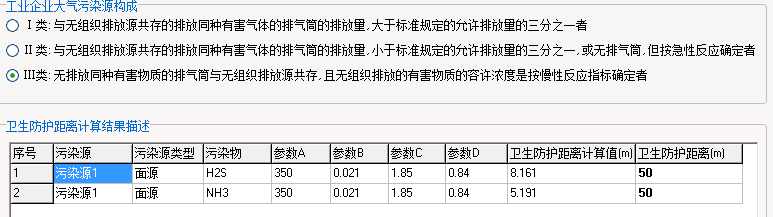 工业企业大气污染源构成
I 类: 与无组织排放源共存的排放同种有害气体的排气筒的排放量, 大于标准规定的允许排放量的三分之一者
II 类: 与无组织排放源共存的排放同种有害气体的排气筒的排放量, 小于标准规定的允许排放量的三分之一, 或无排气筒, 但按急性反应确定者
III类: 无排放同种有害物质的排气筒与无组织排放源共存, 且无组织排放的有害物质的容许浓度是按慢性反应指标确定者
卫生防护距离计算结果描述
序号 污染源 污染源类型 污染物 参数A 参数B 参数C 参数D 卫生防护距离计算值(m) 卫生防护距离(m)
1 污染源1 面源 H2S 350 0.021 1.85 0.84 8.161 50
2 污染源1 面源 NH3 350 0.021 1.85 0.84 5.191 50